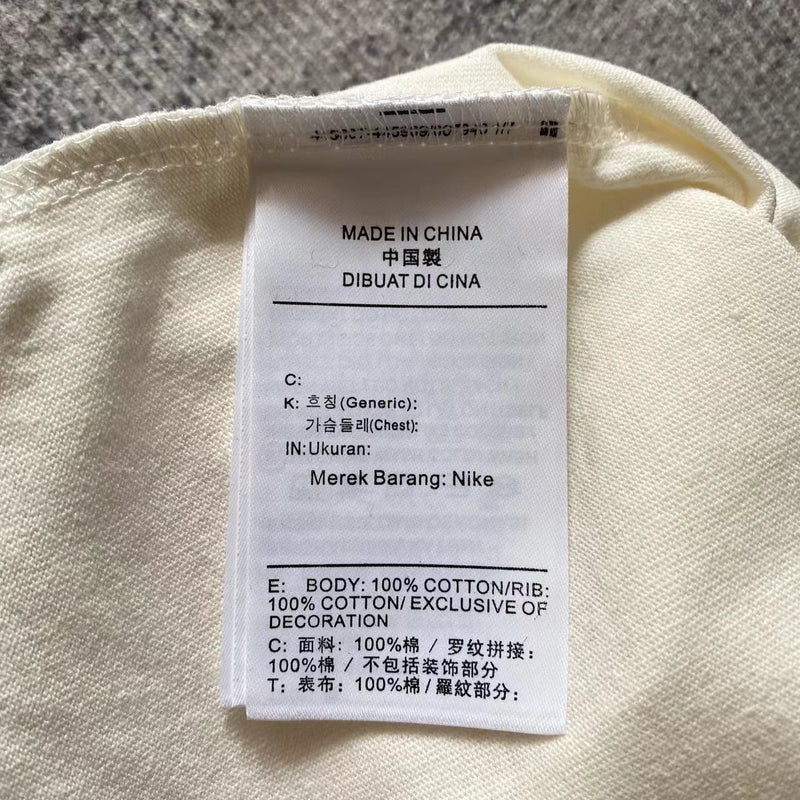 MADE IN CHINA
中国製
DIBUAT DI CINA
C:
K: 흐칭(Generic):
가슴둘레(Chest):
IN: Ukuran:
Merek Barang: Nike
E: BODY: 100% COTTON/RIB:
100% COTTON/ EXCLUSIVE OF
DECORATION
C: 面料: 100%棉 / 罗纹拼接:
100%棉 / 不包括装饰部分
T: 表布: 100%棉 / 羅紋部分: